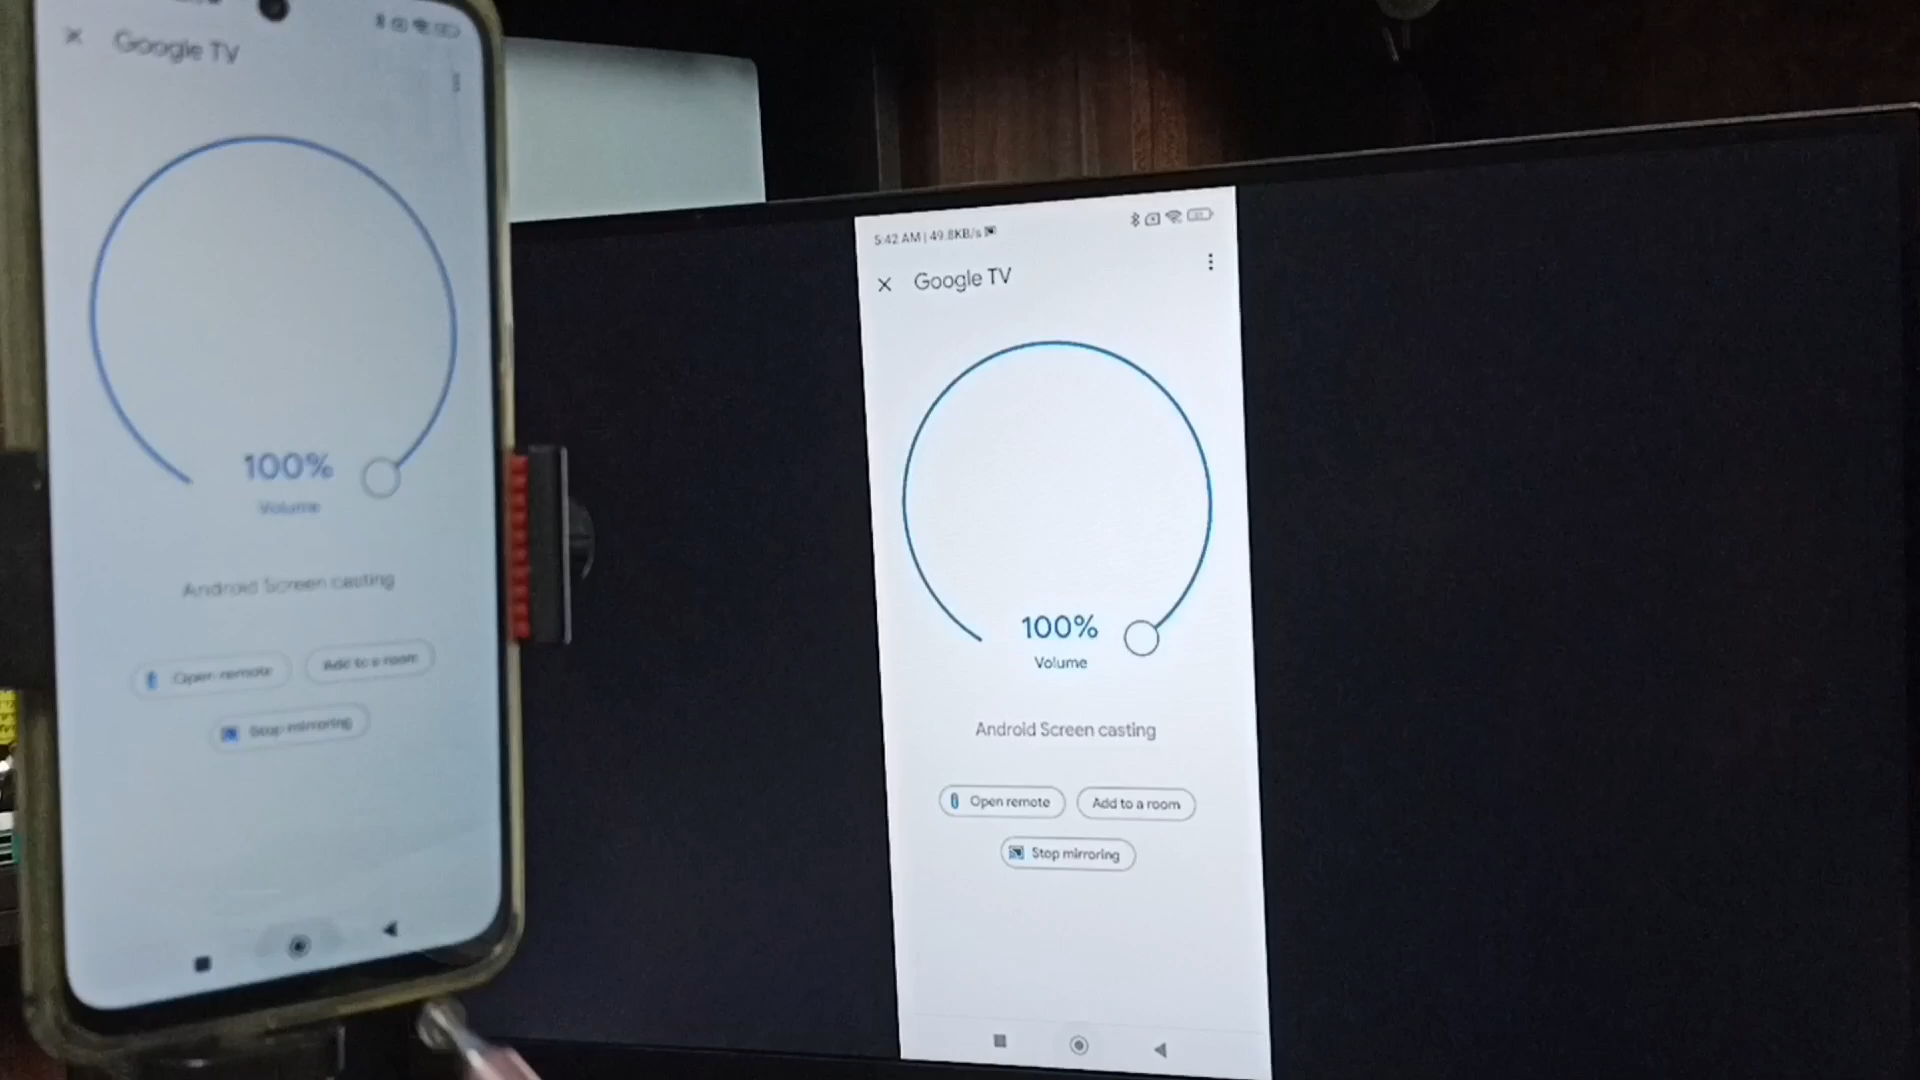 Google TV
100%
Volume
Android Screen casting
Open remote
Add to a room
Stop mirroring
5:42 AM | 49.8KB/s
Google TV
100%
Volume
Android Screen casting
Open remote
Add to a room
Stop mirroring